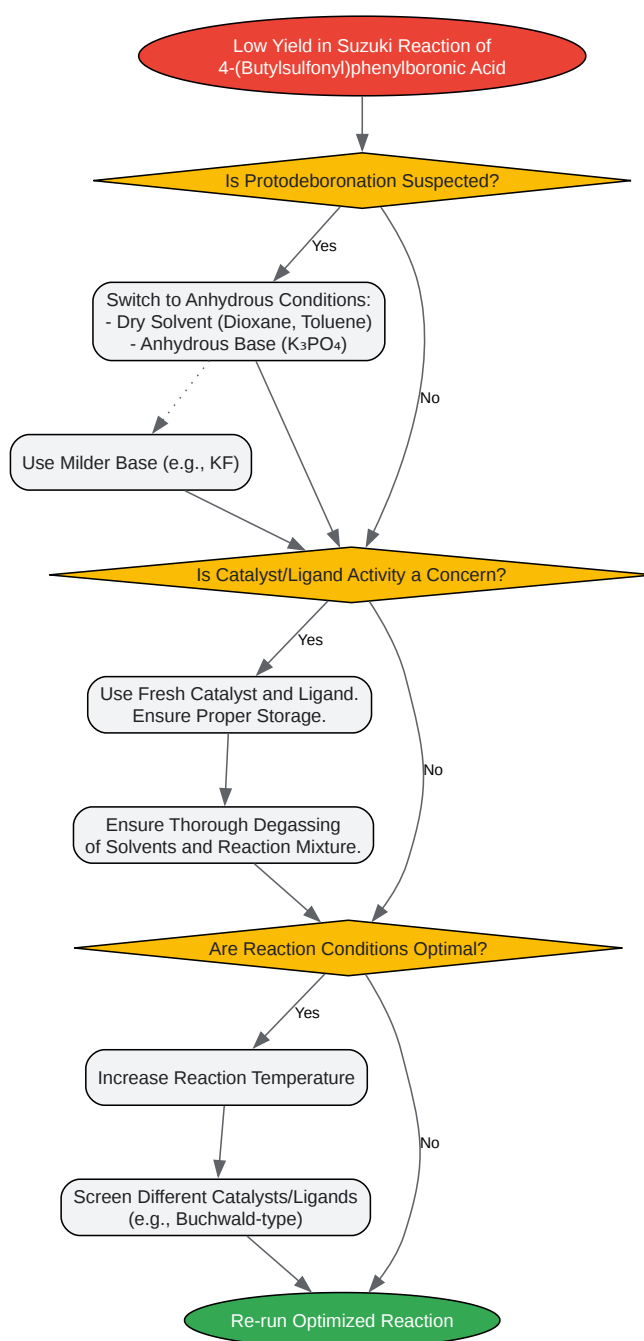 Low Yield in Suzuki Reaction of
4-(Butylsulfonyl)phenylboronic Acid
Is Protodeboronation Suspected?
Yes
Switch to Anhydrous Conditions:
- Dry Solvent (Dioxane, Toluene)
- Anhydrous Base (K₃PO₄)
No
Use Milder Base (e.g., KF)
Is Catalyst/Ligand Activity a Concern?
Yes
Use Fresh Catalyst and Ligand.
Ensure Proper Storage.
No
Ensure Thorough Degassing
of Solvents and Reaction Mixture.
Are Reaction Conditions Optimal?
Yes
Increase Reaction Temperature
No
Screen Different Catalysts/Ligands
(e.g., Buchwald-type)
Re-run Optimized Reaction